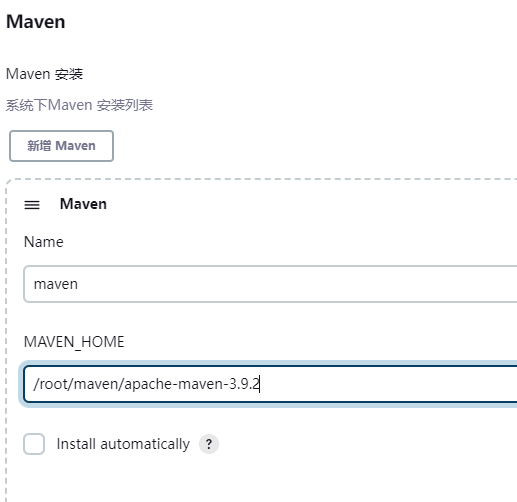 Maven
Maven 安装
系统下Maven 安装列表
新增 Maven
Maven
Name
maven
MAVEN_HOME
/root/maven/apache-maven-3.9.2
Install automatically ?